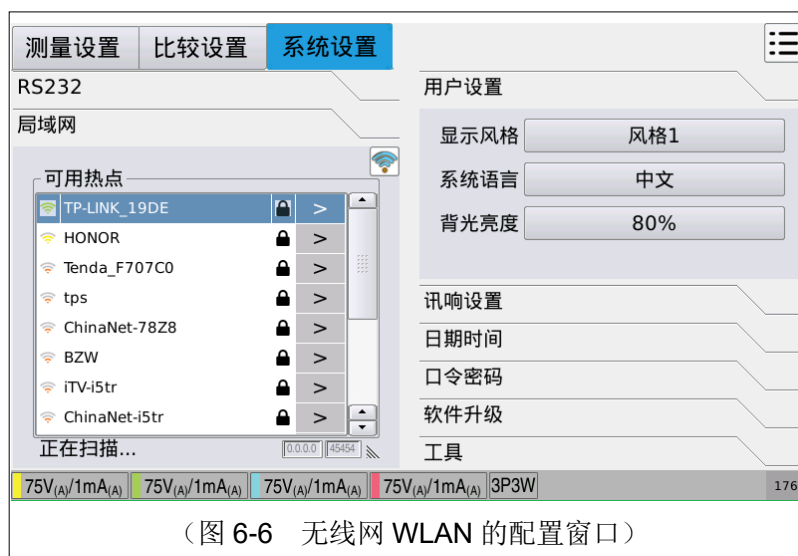 测量设置 比较设置 系统设置
RS232
局域网
可用热点
TP-LINK_19DE >
HONOR >
Tenda_F707C0 >
tps >
ChinaNet-78Z8 >
BZW >
iTV-i5tr >
ChinaNet-i5tr >
正在扫描... 0.0.0.0 45454
用户设置
显示风格 风格1
系统语言 中文
背光亮度 80%
讯响设置
日期时间
口令密码
软件升级
工具
75V(A)/1mA(A) 75V(A)/1mA(A) 75V(A)/1mA(A) 75V(A)/1mA(A) 3P3W 176
（图 6-6 无线网 WLAN 的配置窗口）